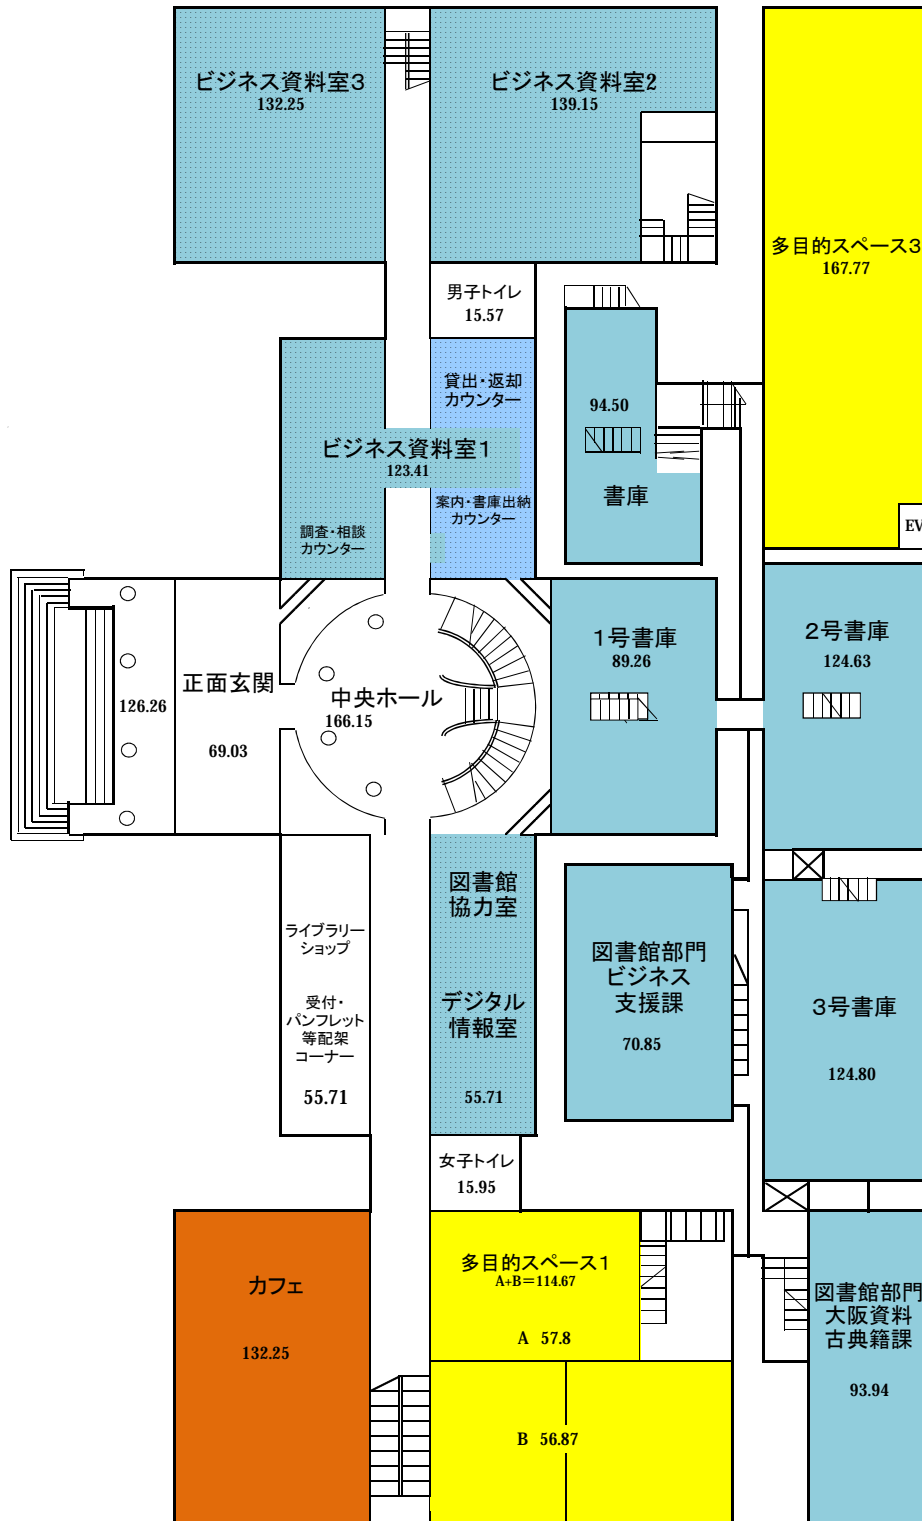 ビジネス資料室3
132.25
ビジネス資料室2
139.15
多目的スペース3
167.77
男子トイレ
15.57
貸出・返却
カウンター
94.50
ビジネス資料室1
123.41
書庫
案内・書庫出納
カウンター
調査・相談
カウンター
EV
1号書庫
89.26
2号書庫
124.63
正面玄関
126.26
69.03
中央ホール
166.15
図書館
協力室
ライブラリー
ショップ
図書館部門
ビジネス
支援課
70.85
受付・
パンフレット
等配架
コーナー
55.71
デジタル
情報室
55.71
3号書庫
124.80
女子トイレ
15.95
カフェ
132.25
多目的スペース1
A+B=114.67
A 57.8
B 56.87
図書館部門
大阪資料
古典籍課
93.94